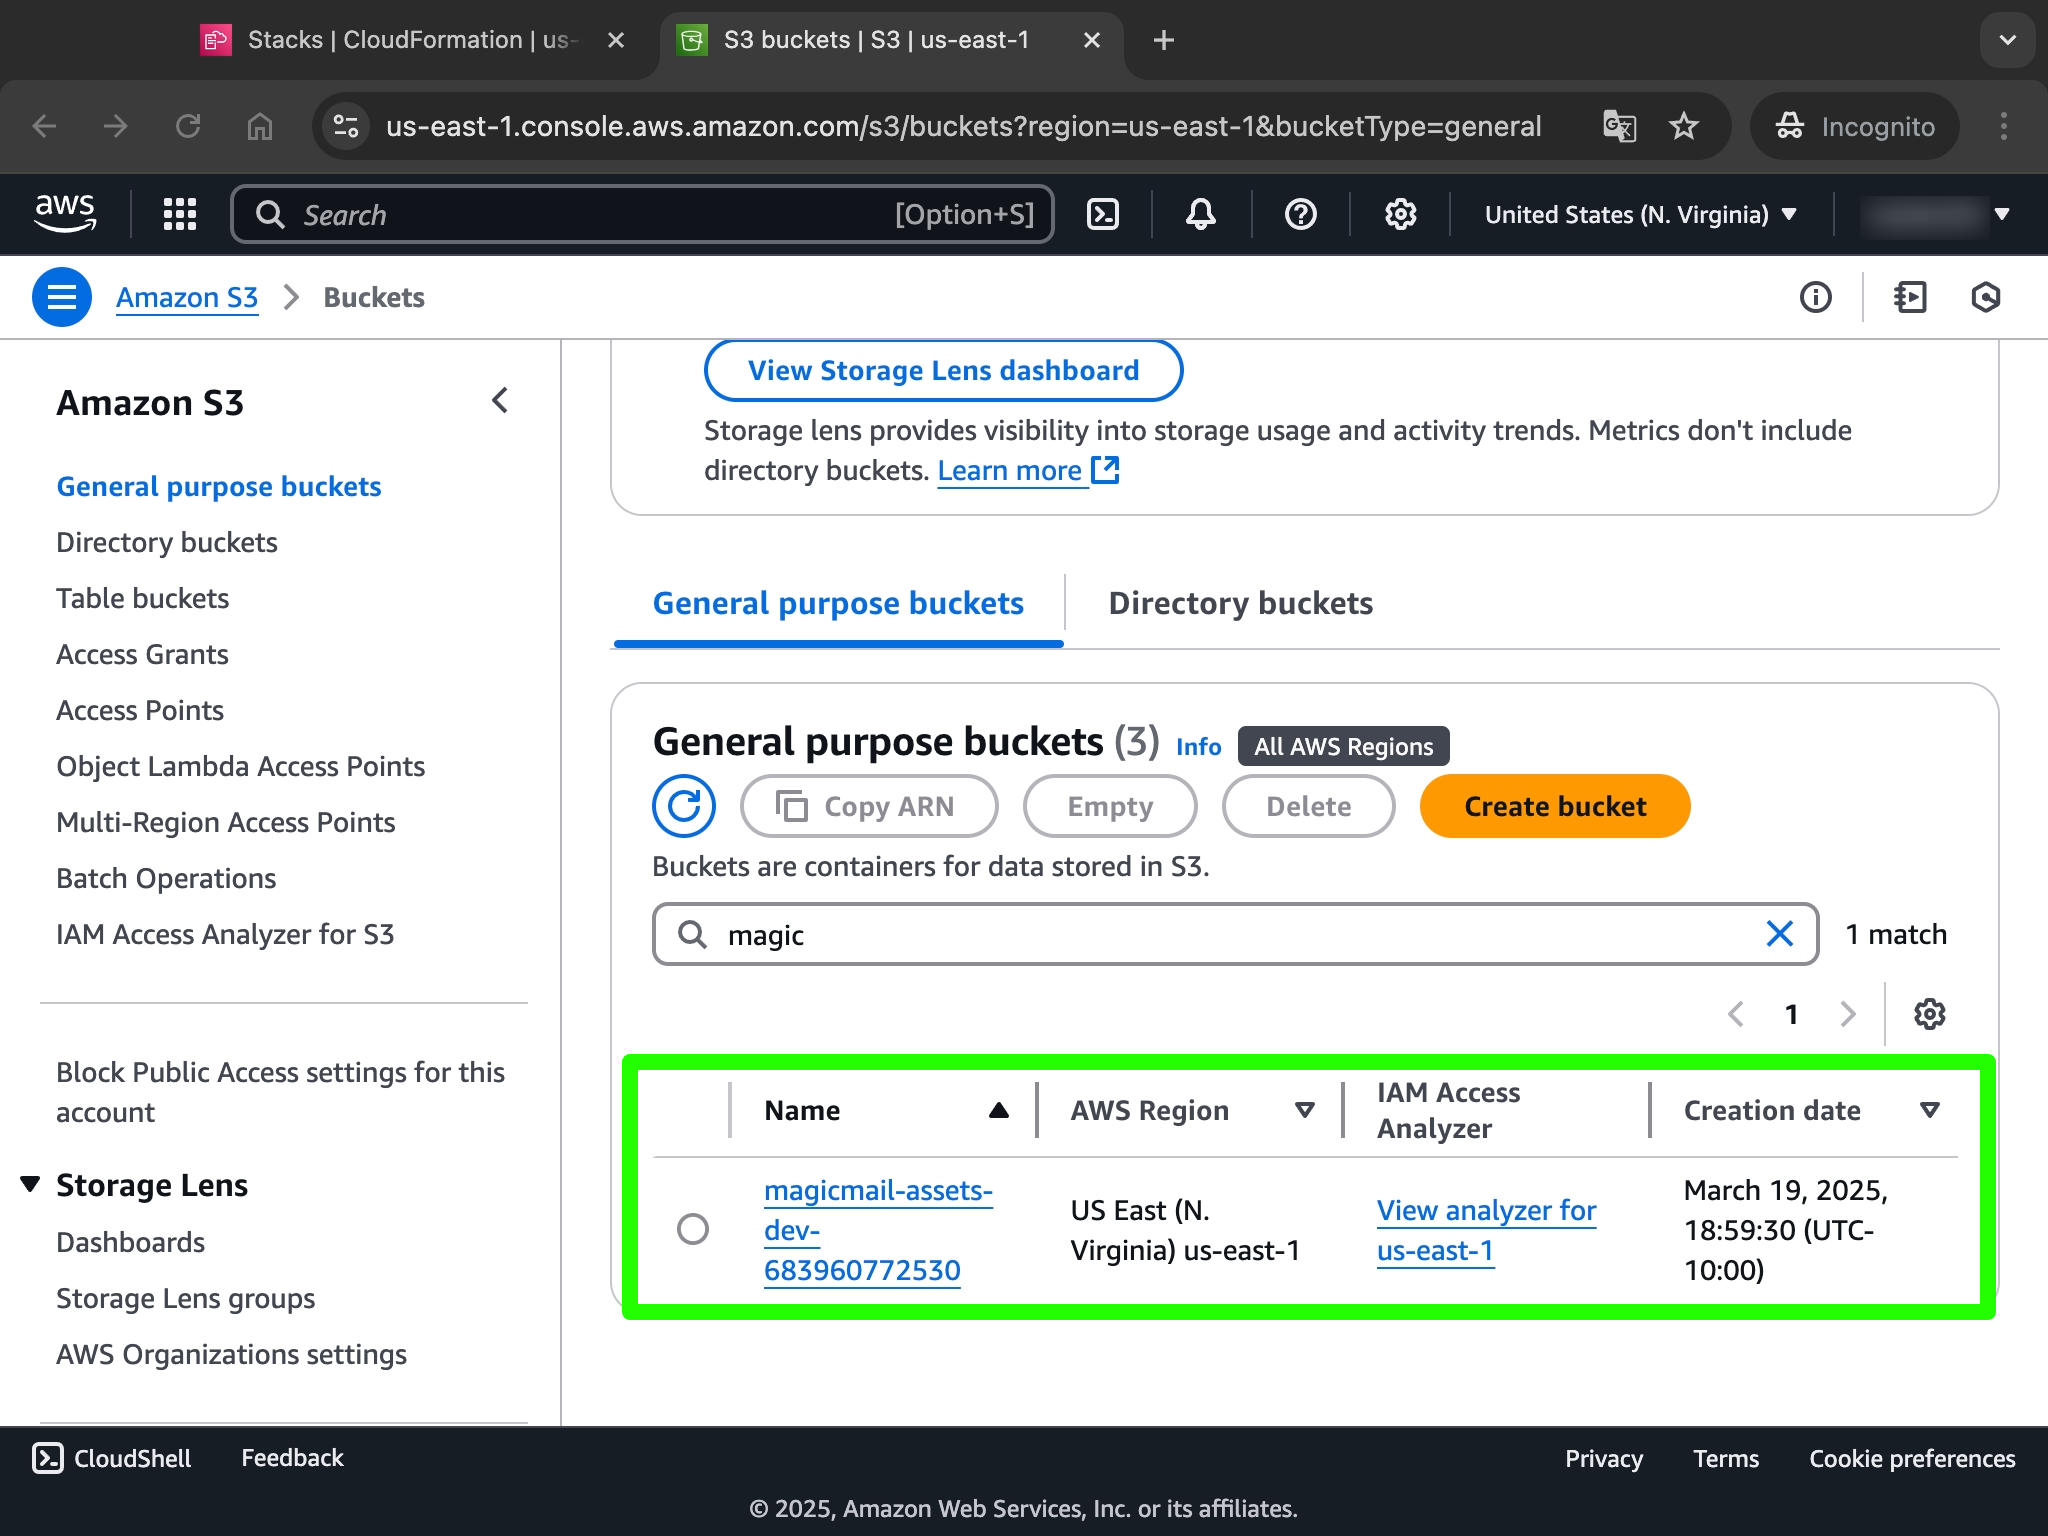 Stacks | CloudFormation | us-
S3 buckets | S3 | us-east-1
us-east-1.console.aws.amazon.com/s3/buckets?region=us-east-1&bucketType=general
Incognito
aws
Search
[Option+S]
United States (N. Virginia)
Amazon S3
Buckets
Amazon S3
General purpose buckets
Directory buckets
Table buckets
Access Grants
Access Points
Object Lambda Access Points
Multi-Region Access Points
Batch Operations
IAM Access Analyzer for S3
Block Public Access settings for this
account
Storage Lens
Dashboards
Storage Lens groups
AWS Organizations settings
View Storage Lens dashboard
Storage lens provides visibility into storage usage and activity trends. Metrics don't include
directory buckets. Learn more
General purpose buckets
Directory buckets
General purpose buckets (3) Info All AWS Regions
Copy ARN
Empty
Delete
Create bucket
Buckets are containers for data stored in S3.
magic
1 match
1
Name
AWS Region
IAM Access
Analyzer
Creation date
magicmail-assets-
dev-
683960772530
US East (N.
Virginia) us-east-1
View analyzer for
us-east-1
March 19, 2025,
18:59:30 (UTC-
10:00)
CloudShell
Feedback
Privacy
Terms
Cookie preferences
© 2025, Amazon Web Services, Inc. or its affiliates.